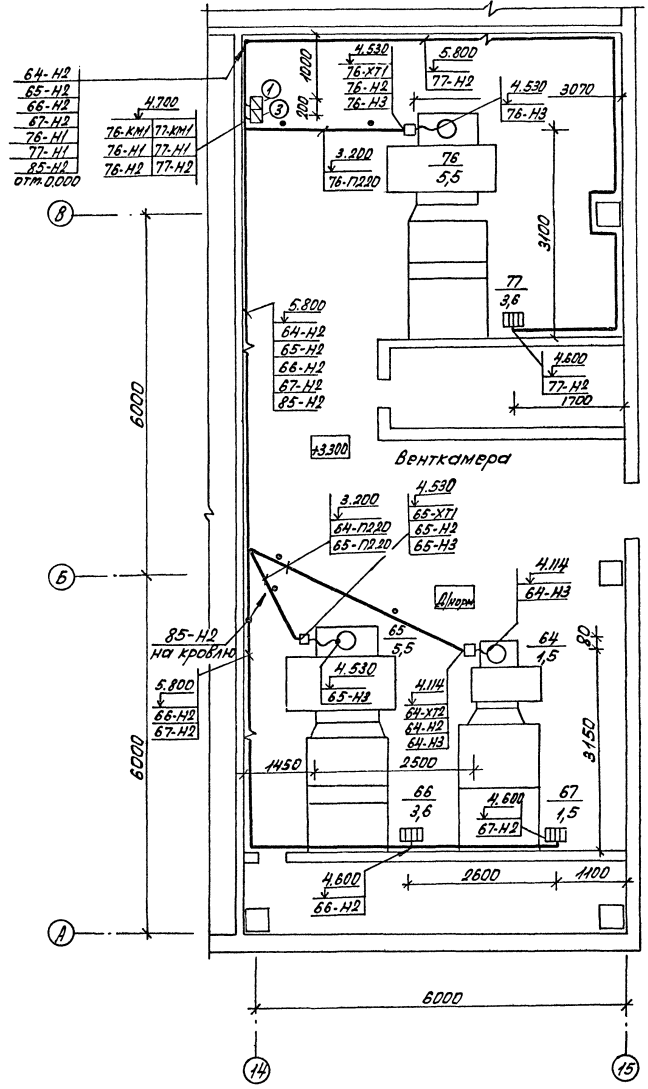 64-Н2
65-Н2
66-Н2
67-Н2
76-Н1
77-Н1
85-Н2
отм.0,000
4.700
76-КМ1 77-КМ1
76-Н1 77-Н1
76-Н2 77-Н2
1
3
1000
200
4.530
76-ХТ1
76-Н2
76-Н3
5.800
77-Н2
4.530
76-Н3
3070
3.200
76-П220
76
5,5
3100
В
77
3,6
5.800
64-Н2
65-Н2
66-Н2
67-Н2
85-Н2
4.600
77-Н2
1700
6000
+3.300
Венткамера
3.200
64-П220
65-П220
4.530
65-ХТ1
65-Н2
65-Н3
4.114
64-Н3
Б
Д/норм
85-Н2
на кровлю
65
5,5
64
1,5
80
4.530
65-Н3
5.800
66-Н2
67-Н2
4.114
64-ХТ2
64-Н2
64-Н3
3150
6000
1450
2500
66
3,6
4.600
67-Н2
67
1,5
4.600
66-Н2
2600
1100
А
6000
14
15